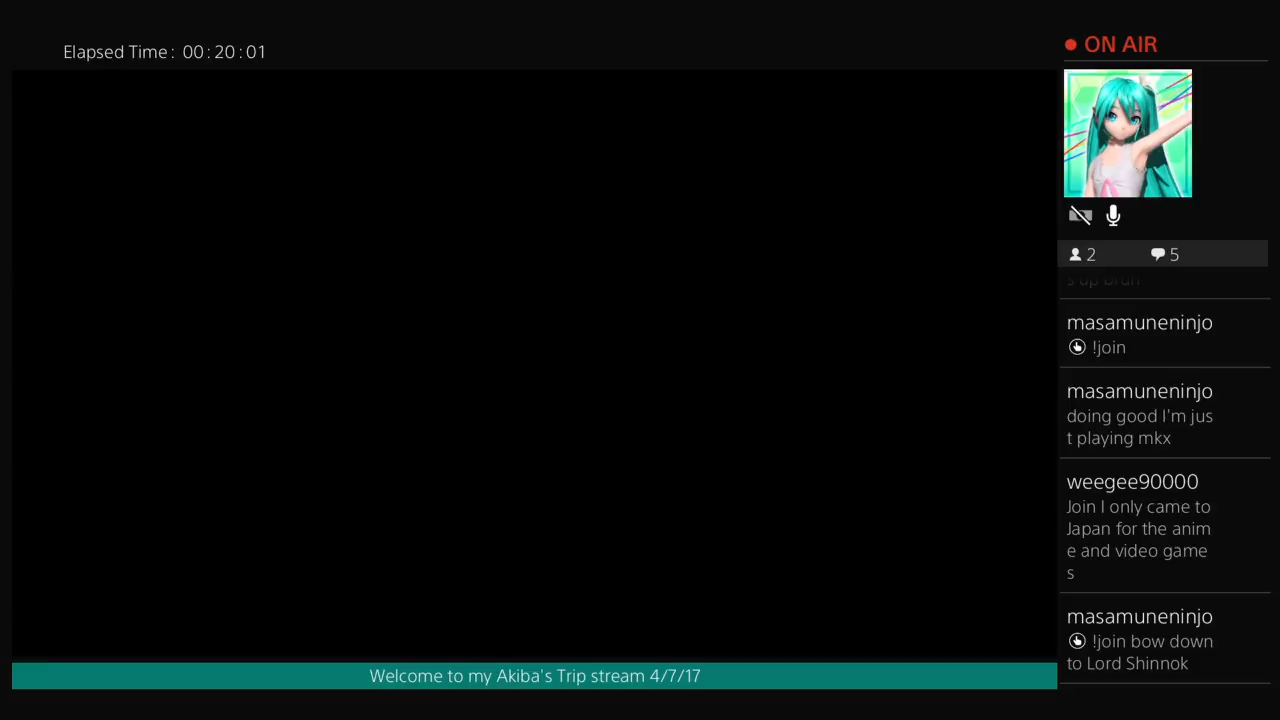 Elapsed Time: 00:20:01
ON AIR
2 5
s up bruh
masamuneninjo
!join
masamuneninjo
doing good I'm jus
t playing mkx
weegee90000
Join I only came to
Japan for the anim
e and video game
s
masamuneninjo
!join bow down
to Lord Shinnok
Welcome to my Akiba's Trip stream 4/7/17